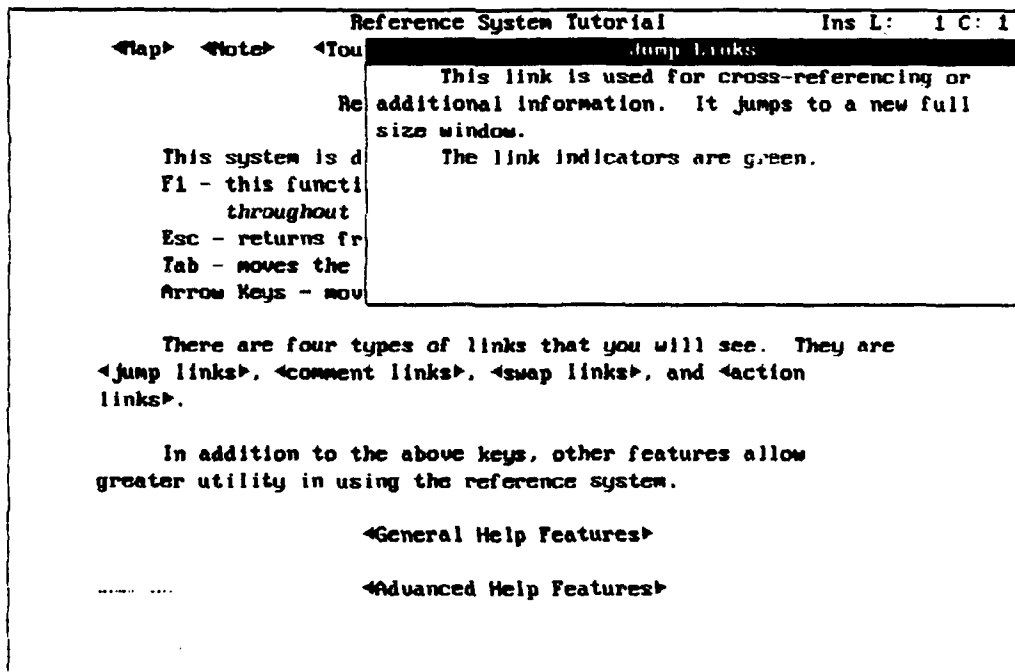 Reference System Tutorial Ins L: 1 C: 1
◄Map► ◄Note► ◄Tou
Jump Links
This link is used for cross-referencing or
Re
additional information. It jumps to a new full
size window.
This system is d
The link indicators are green.
F1 - this functi
throughout
Esc - returns fr
Tab - moves the
Arrow Keys - mov
There are four types of links that you will see. They are
◄jump links►, ◄comment links►, ◄swap links►, and ◄action
links►.
In addition to the above keys, other features allow
greater utility in using the reference system.
◄General Help Features►
◄Advanced Help Features►